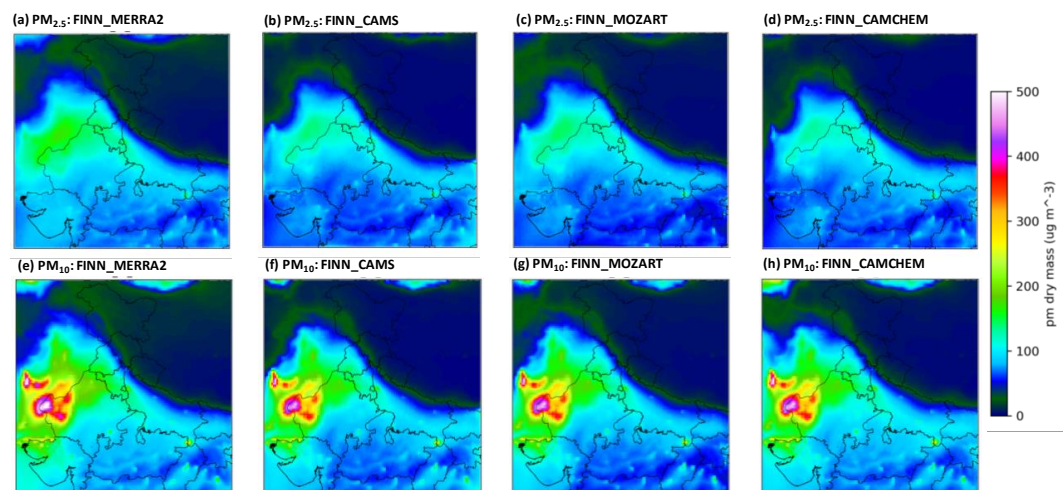 (a) PM₂.₅: FINN_MERRA2
(b) PM₂.₅: FINN_CAMS
(c) PM₂.₅: FINN_MOZART
(d) PM₂.₅: FINN_CAMCHEM
(e) PM₁₀: FINN_MERRA2
(f) PM₁₀: FINN_CAMS
(g) PM₁₀: FINN_MOZART
(h) PM₁₀: FINN_CAMCHEM
500
400
300
200
100
0
pm dry mass (ug m^-3)